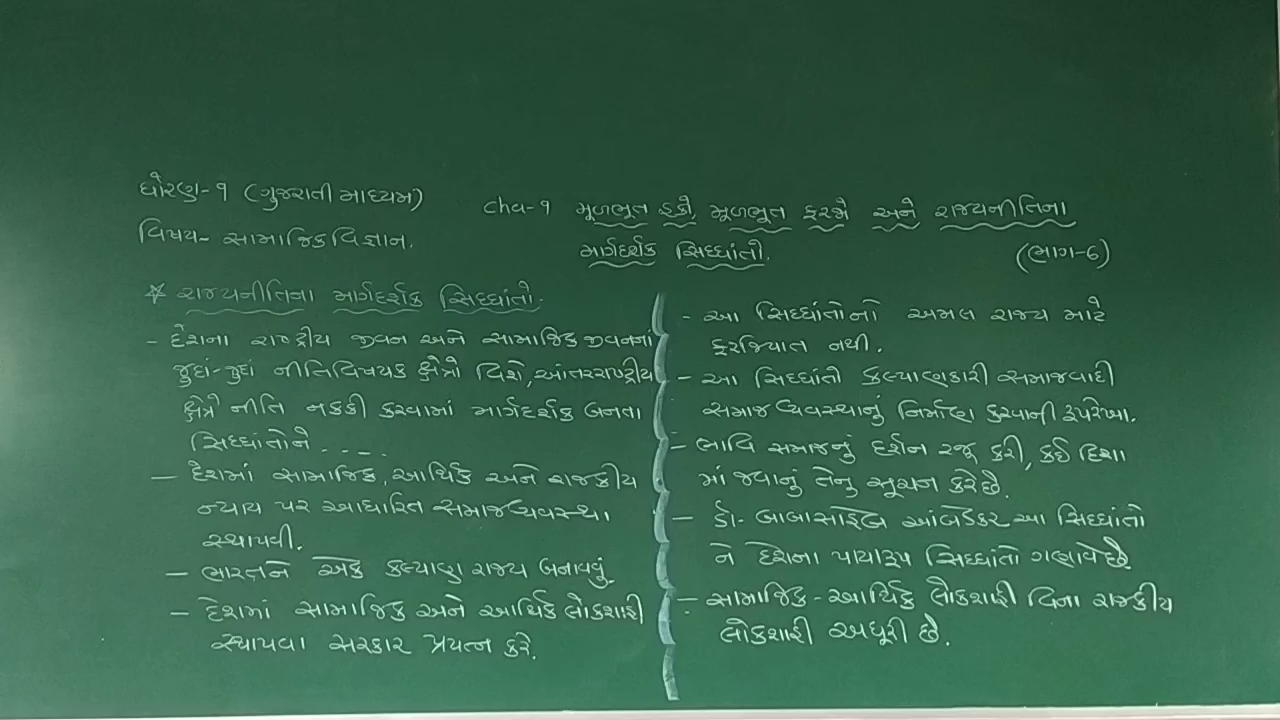 ધોરણ-૧ (ગુજરાતી માધ્યમ)
વિષય- સામાજિક વિજ્ઞાન.
Cha-૧ મૂળભૂત હકો, મૂળભૂત ફરજો અને રાજ્યનીતિના
માર્ગદર્શક સિધ્ધાંતો.
(ભાગ-6)
☆ રાજ્યનીતિના માર્ગદર્શક સિધ્ધાંતો.
- દેશના રાષ્ટ્રીય જીવન અને સામાજિક જીવનનાં
જુદાં-જુદાં નીતિવિષયક ક્ષેત્રો વિશે, આંતરરાષ્ટ્રીય
ક્ષેત્રે નીતિ નક્કી કરવામાં માર્ગદર્શક બનતા
સિધ્ધાંતોને . . . .
- દેશમાં સામાજિક, આર્થિક અને રાજકીય
ન્યાય પર આધારિત સમાજવ્યવસ્થા
સ્થાપવી.
- ભારતને એક કલ્યાણ રાજ્ય બનાવવું
- દેશમાં સામાજિક અને આર્થિક લોકશાહી
સ્થાપવા સરકાર પ્રયત્ન કરે.
- આ સિધ્ધાંતોનો અમલ રાજ્ય માટે
ફરજિયાત નથી.
- આ સિધ્ધાંતો કલ્યાણકારી સમાજવાદી
સમાજ વ્યવસ્થાનું નિર્માણ કરવાની રૂપરેખા.
- ભાવિ સમાજનું દર્શન રજૂ કરી, કઈ દિશા
માં જવાનું તેનુ સૂચન કરે છે.
- ડૉ- બાબાસાહેબ આંબેડકર આ સિધ્ધાંતો
ને દેશના પાયારૂપ સિધ્ધાંતો ગણાવે છે
- સામાજિક - આર્થિક લોકશાહી વિના રાજકીય
લોકશાહી અધૂરી છે.